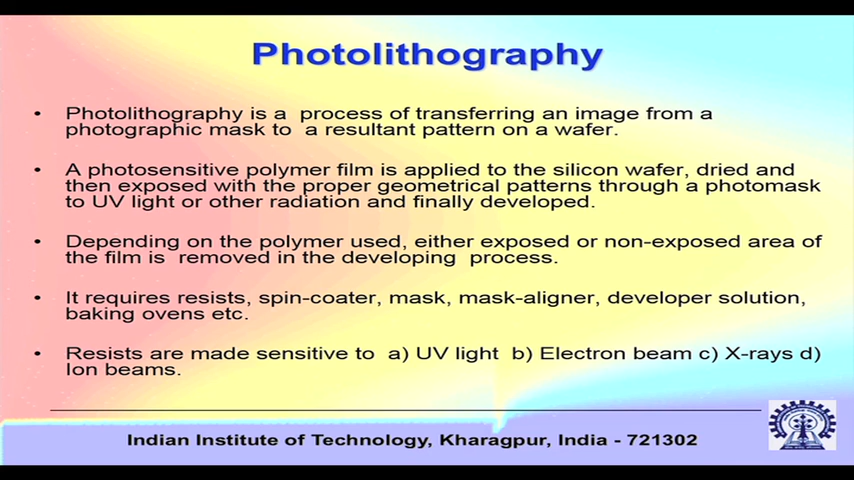 Photolithography
• Photolithography is a process of transferring an image from a
photographic mask to a resultant pattern on a wafer.
• A photosensitive polymer film is applied to the silicon wafer, dried and
then exposed with the proper geometrical patterns through a photomask
to UV light or other radiation and finally developed.
• Depending on the polymer used, either exposed or non-exposed area of
the film is removed in the developing process.
• It requires resists, spin-coater, mask, mask-aligner, developer solution,
baking ovens etc.
• Resists are made sensitive to a) UV light b) Electron beam c) X-rays d)
Ion beams.
Indian Institute of Technology, Kharagpur, India - 721302